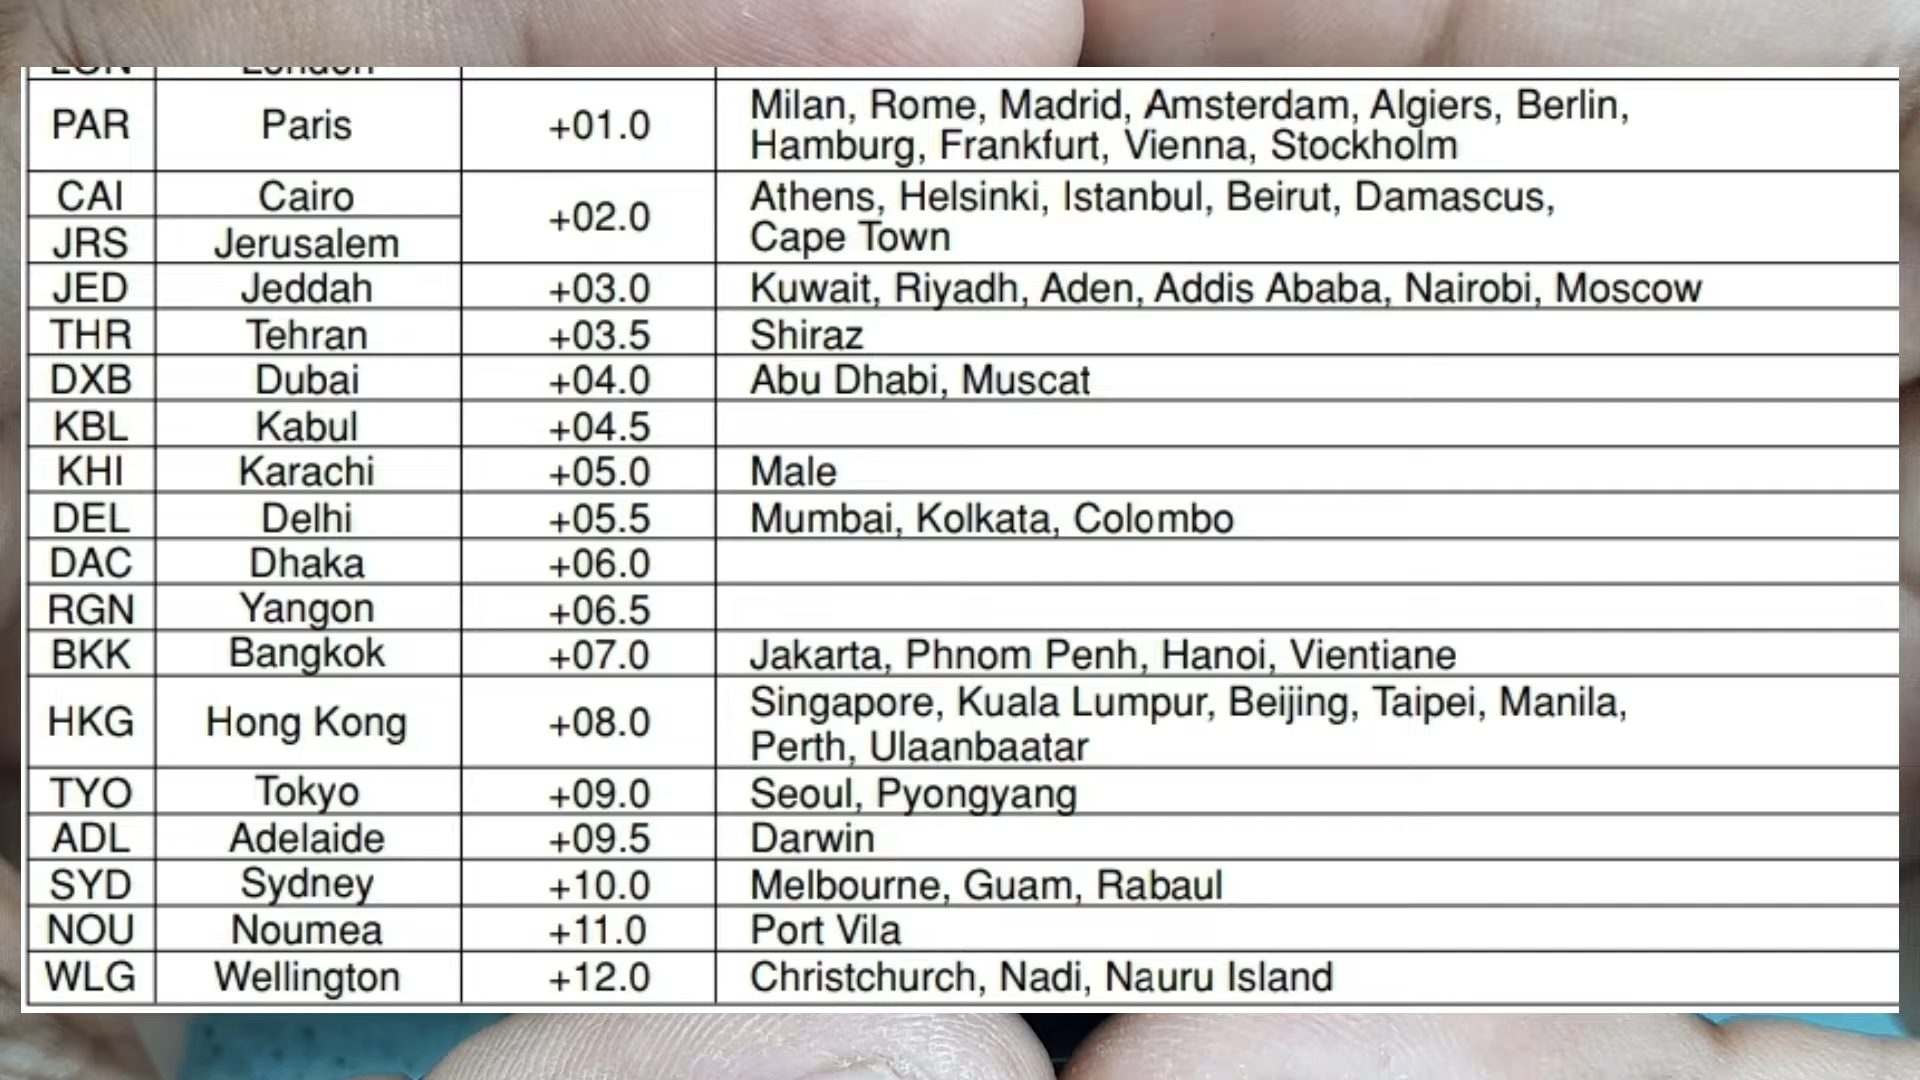 LON London
PAR Paris +01.0 Milan, Rome, Madrid, Amsterdam, Algiers, Berlin,
Hamburg, Frankfurt, Vienna, Stockholm
CAI Cairo +02.0 Athens, Helsinki, Istanbul, Beirut, Damascus,
JRS Jerusalem Cape Town
JED Jeddah +03.0 Kuwait, Riyadh, Aden, Addis Ababa, Nairobi, Moscow
THR Tehran +03.5 Shiraz
DXB Dubai +04.0 Abu Dhabi, Muscat
KBL Kabul +04.5
KHI Karachi +05.0 Male
DEL Delhi +05.5 Mumbai, Kolkata, Colombo
DAC Dhaka +06.0
RGN Yangon +06.5
BKK Bangkok +07.0 Jakarta, Phnom Penh, Hanoi, Vientiane
HKG Hong Kong +08.0 Singapore, Kuala Lumpur, Beijing, Taipei, Manila,
Perth, Ulaanbaatar
TYO Tokyo +09.0 Seoul, Pyongyang
ADL Adelaide +09.5 Darwin
SYD Sydney +10.0 Melbourne, Guam, Rabaul
NOU Noumea +11.0 Port Vila
WLG Wellington +12.0 Christchurch, Nadi, Nauru Island